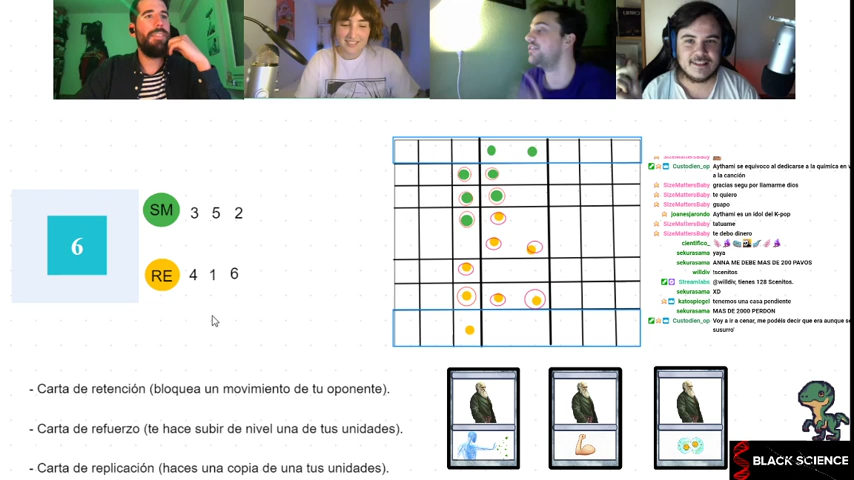 6
SM 3 5 2
RE 4 1 6
- Carta de retención (bloquea un movimiento de tu oponente).
- Carta de refuerzo (te hace subir de nivel una de tus unidades).
- Carta de replicación (haces una copia de una tus unidades).
SizeMattersBaby
Custodien_op Aythami se equivoco al dedicarse a la química en v
a la canción
SizeMattersBaby gracias segu por llamarme dios
SizeMattersBaby te quiero
SizeMattersBaby guapo
joanesjarondo Aythami es un Idol del K-pop
SizeMattersBaby tatuame
SizeMattersBaby te debo dinero
cientifico_
sekurasama yaya
sekurasama ANNA ME DEBE MAS DE 200 PAVOS
willdiv !scenitos
Streamlabs @willdiv, tienes 128 Scenitos.
sekurasama XD
katospiegel tenemos una casa pendiente
sekurasama MAS DE 2000 PERDON
Custodien_op Voy a ir a cenar, me podéis decir que era aunque se
susurro'
BLACK SCIENCE